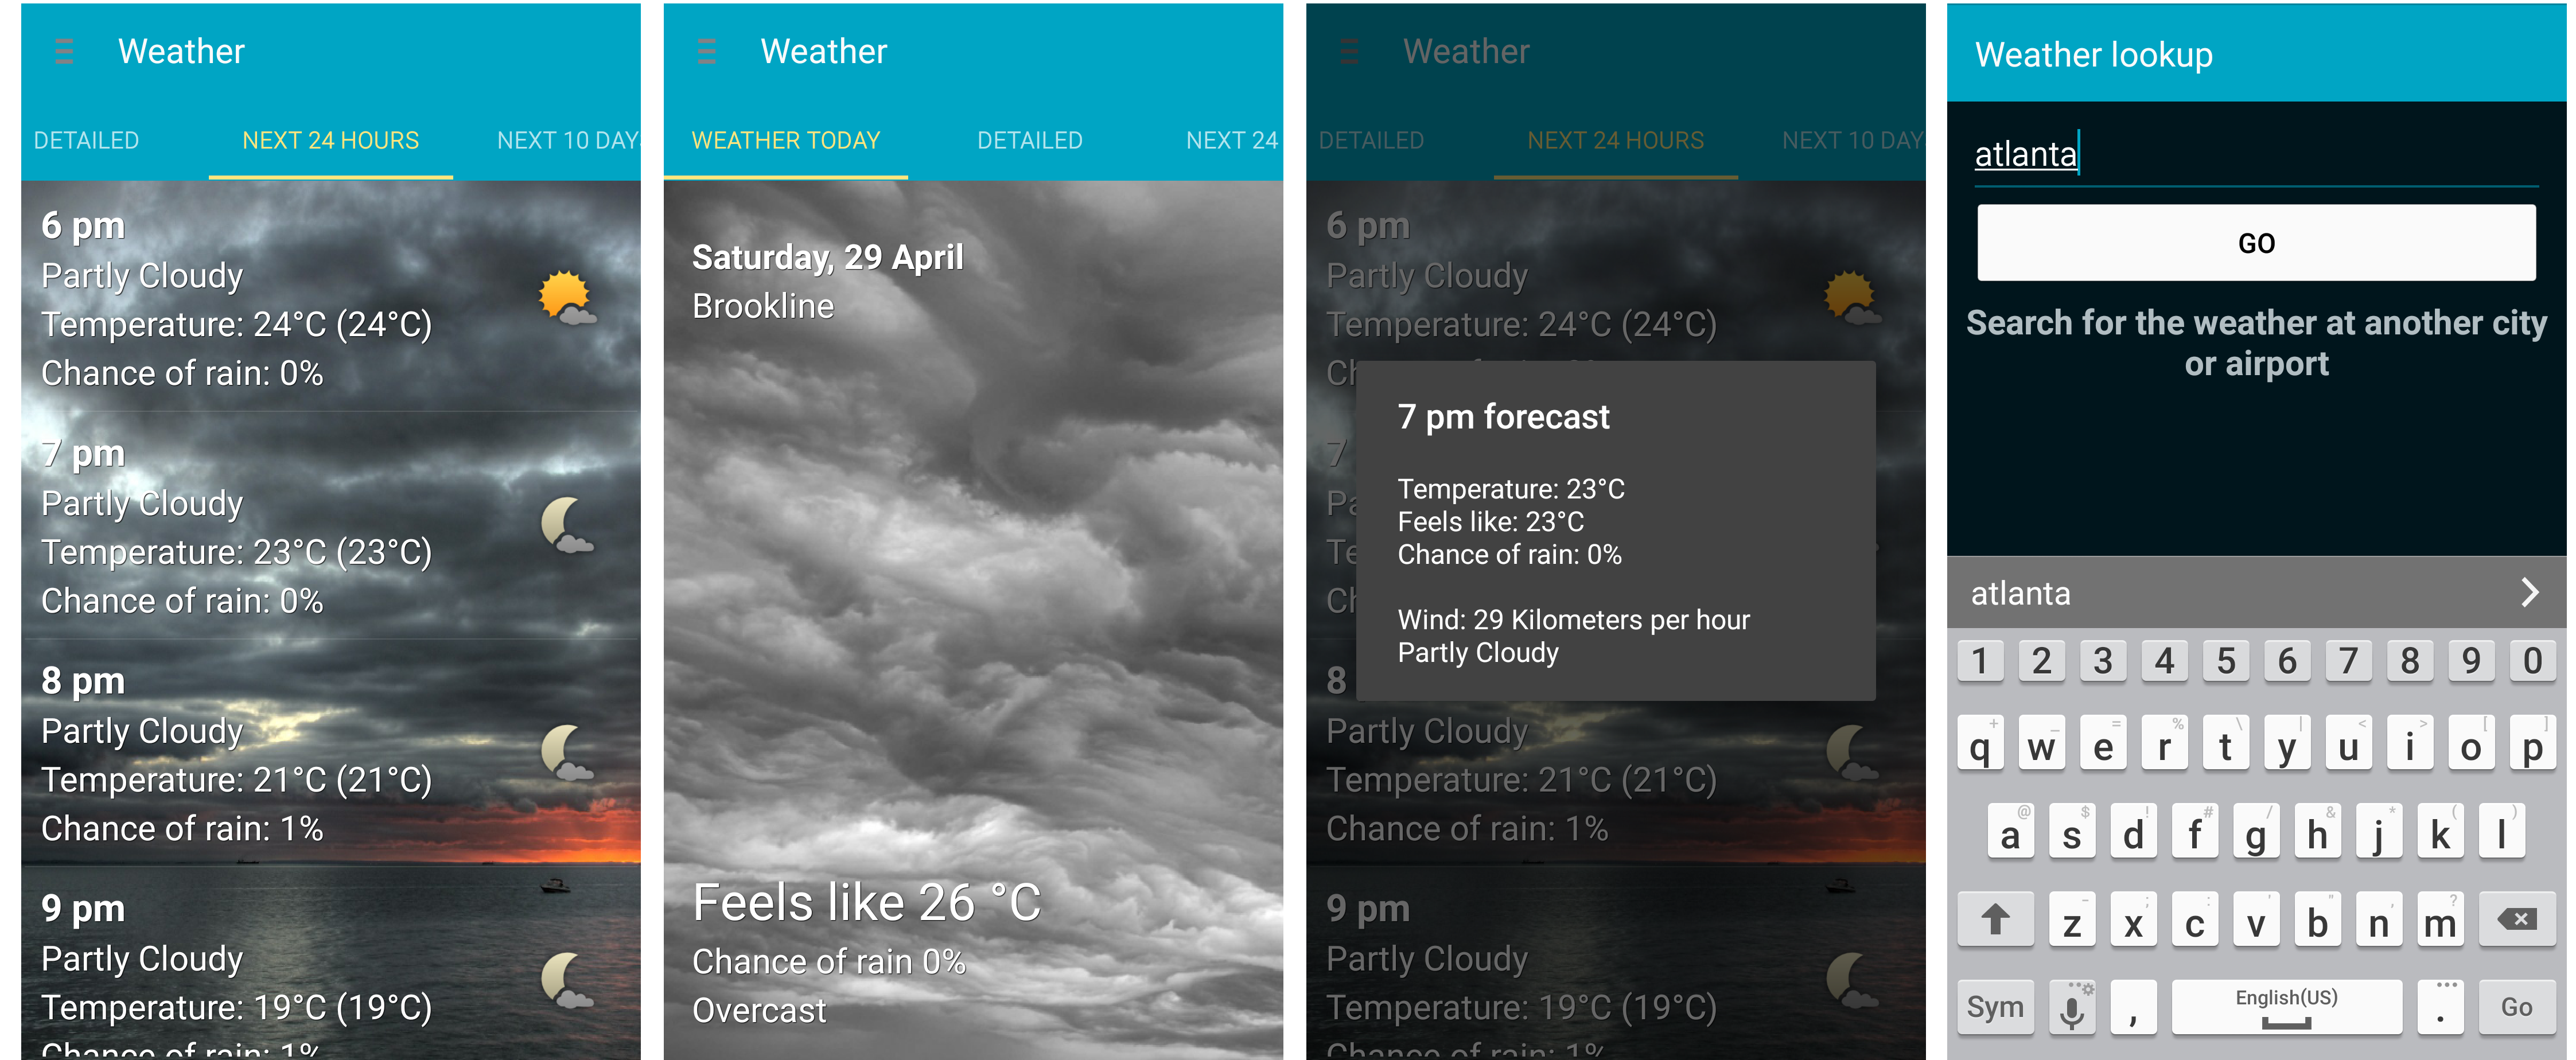 Weather
DETAILED NEXT 24 HOURS NEXT 10 DAY
6 pm
Partly Cloudy
Temperature: 24°C (24°C)
Chance of rain: 0%
7 pm
Partly Cloudy
Temperature: 23°C (23°C)
Chance of rain: 0%
8 pm
Partly Cloudy
Temperature: 21°C (21°C)
Chance of rain: 1%
9 pm
Partly Cloudy
Temperature: 19°C (19°C)
Chance of rain: 1%
Weather
WEATHER TODAY DETAILED NEXT 24
Saturday, 29 April
Brookline
Feels like 26 °C
Chance of rain 0%
Overcast
Weather
DETAILED NEXT 24 HOURS NEXT 10 DAY
6 pm
Partly Cloudy
Temperature: 24°C (24°C)
Ch
7 pm forecast
Temperature: 23°C
Feels like: 23°C
Chance of rain: 0%
Wind: 29 Kilometers per hour
Partly Cloudy
7
Pa
Te
Ch
8
Partly Cloudy
Temperature: 21°C (21°C)
Chance of rain: 1%
9 pm
Partly Cloudy
Temperature: 19°C (19°C)
Chance of rain: 1%
Weather lookup
atlanta
GO
Search for the weather at another city
or airport
atlanta
1 2 3 4 5 6 7 8 9 0
q w e r t y u i o p
a s d f g h j k l
z x c v b n m
Sym , English(US) . Go